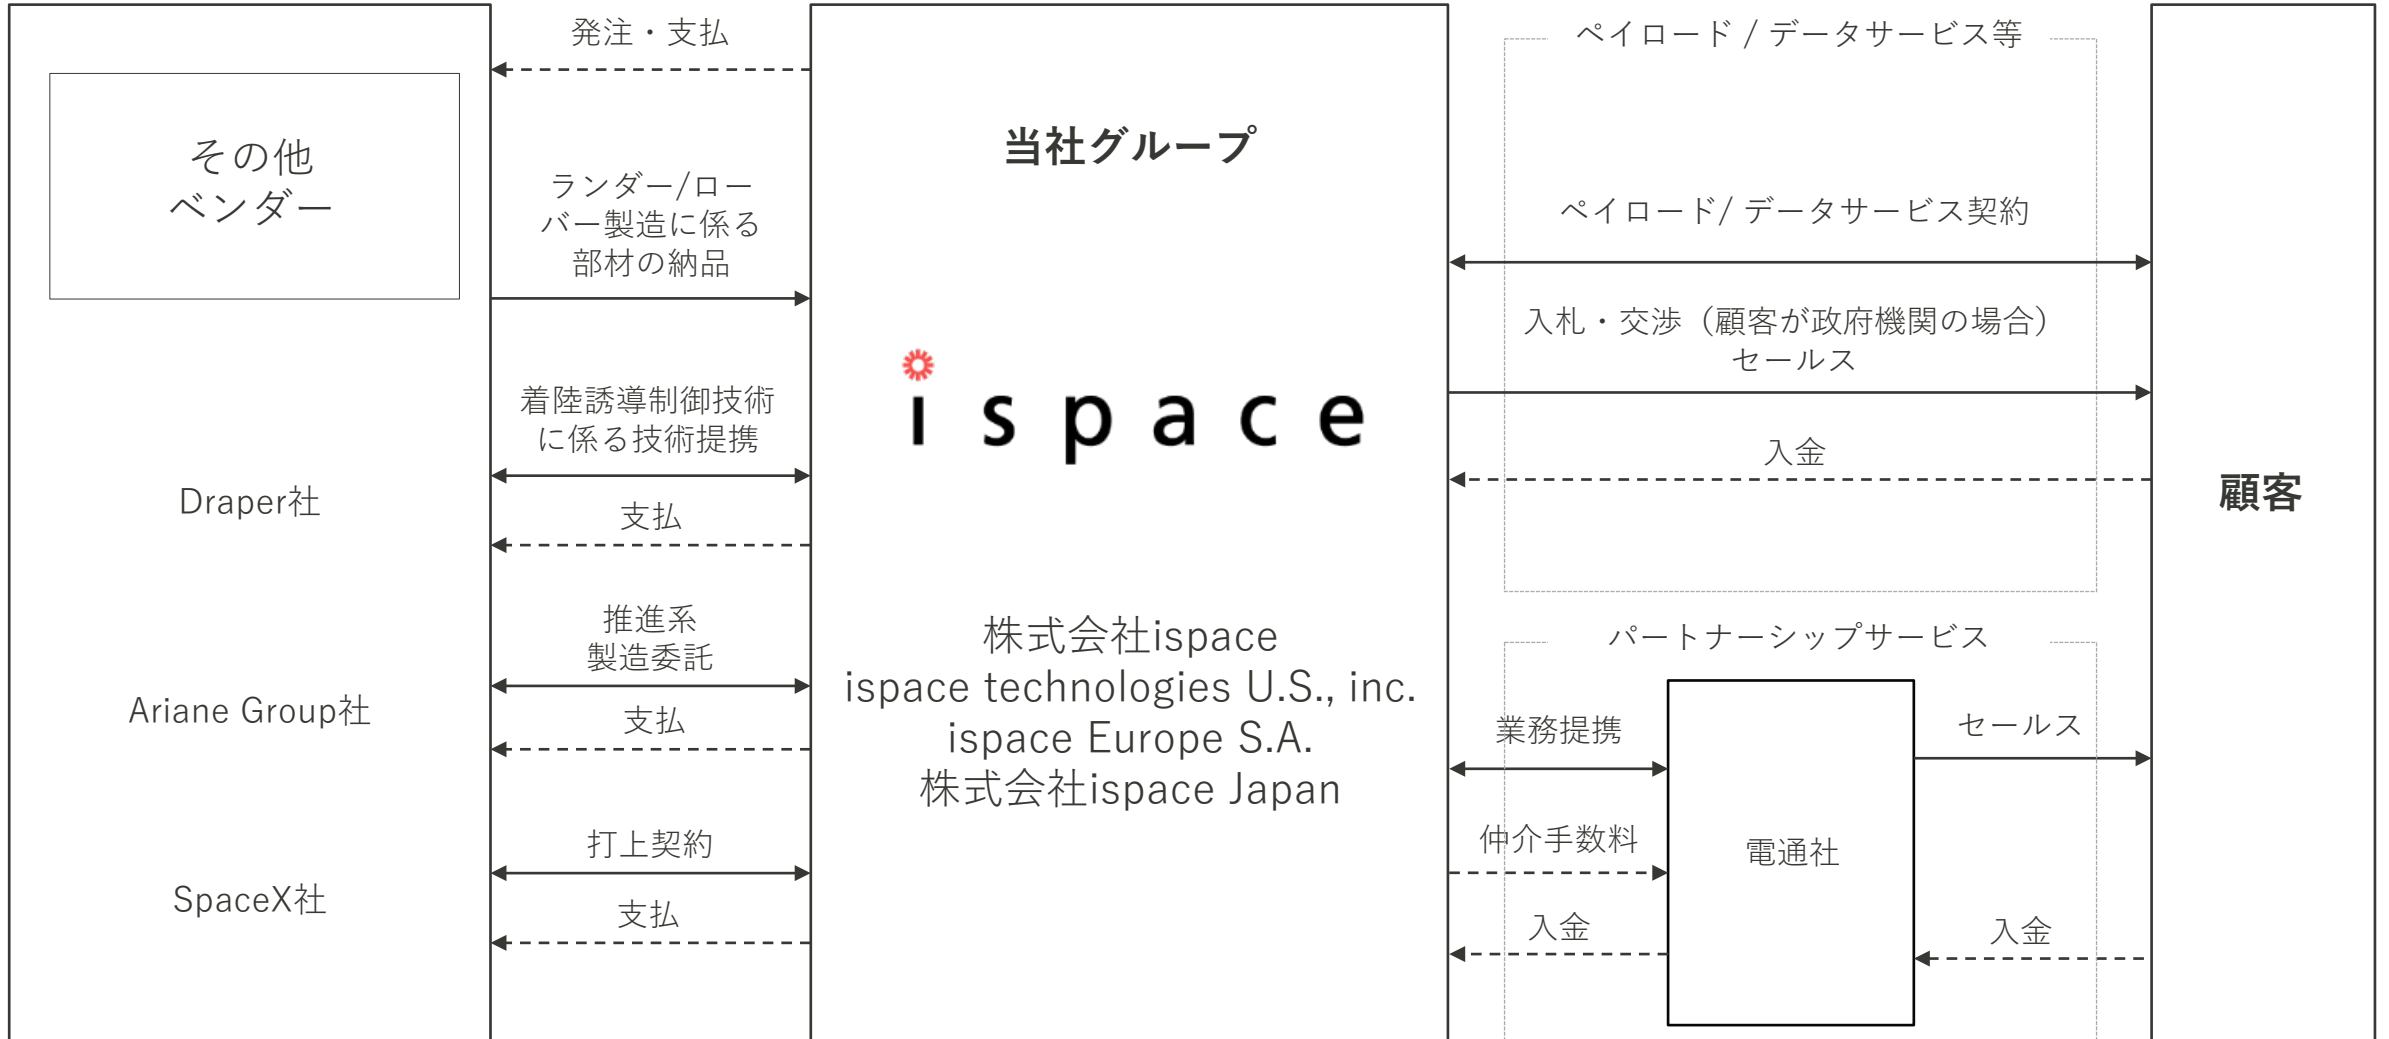 その他
ベンダー
Draper社
Ariane Group社
SpaceX社
発注・支払
ランダー/ロー
バー製造に係る
部材の納品
着陸誘導制御技術
に係る技術提携
支払
推進系
製造委託
支払
打上契約
支払
当社グループ
ispace
株式会社ispace
ispace technologies U.S., inc.
ispace Europe S.A.
株式会社ispace Japan
ペイロード / データサービス等
ペイロード/ データサービス契約
入札・交渉（顧客が政府機関の場合）
セールス
入金
パートナーシップサービス
業務提携
仲介手数料
入金
電通社
セールス
入金
顧客